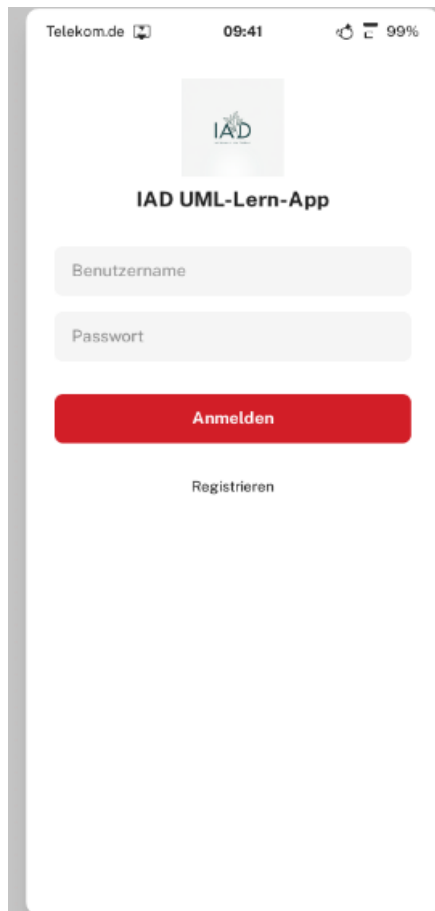 Telekom.de 09:41 99%
IAD
IAD UML-Lern-App
Benutzername
Passwort
Anmelden
Registrieren